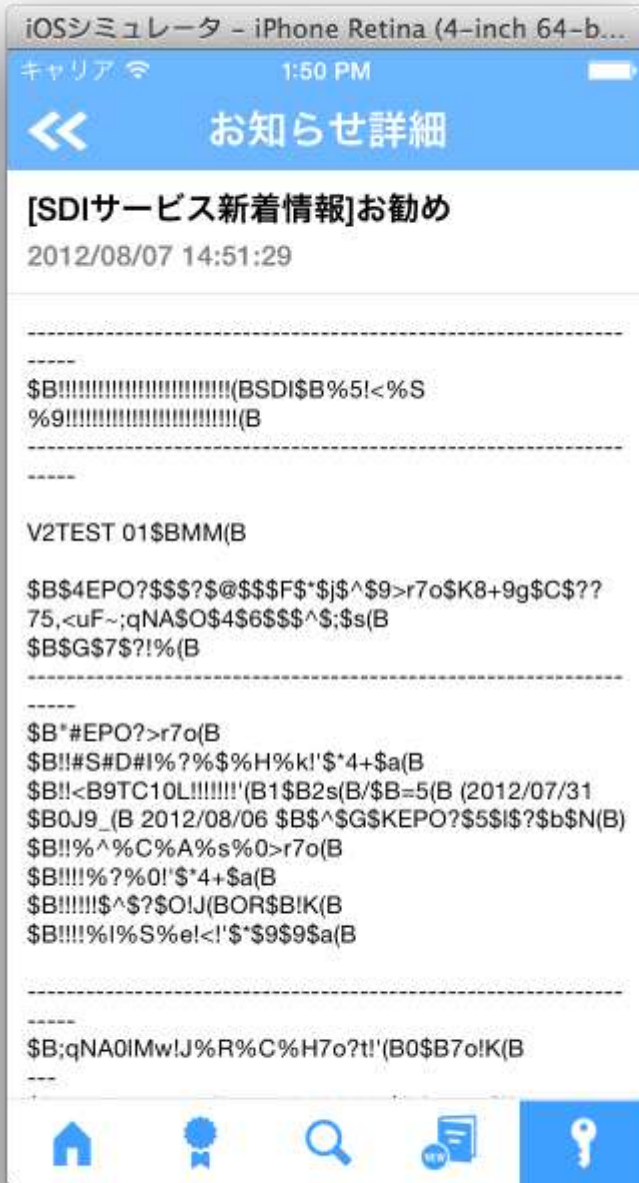 iOSシミュレータ – iPhone Retina (4–inch 64–b...
キャリア 1:50 PM
お知らせ詳細
[SDIサービス新着情報]お勧め
2012/08/07 14:51:29
------------------------------------------------------------
-----
$B!!!!!!!!!!!!!!!!!!!!!!!!!!(BSDI$B%5!<%S
%9!!!!!!!!!!!!!!!!!!!!!!!!!!(B
------------------------------------------------------------
-----
V2TEST 01$BMM(B
$B$4EPO?$$$?$@$$$F$*$j$^$9>r7o$K8+9g$C$??
75,<uF~;qNA$O$4$6$$$^$;$s(B
$B$G$7$?!%(B
------------------------------------------------------------
-----
$B"#EPO?>r7o(B
$B!!#S#D#I%?%$%H%k!'$*4+$a(B
$B!!<B9TC10L!!!!!!!'(B1$B2s(B/$B=5(B (2012/07/31
$B0J9_(B 2012/08/06 $B$^$G$KEPO?$5$l$?$b$N(B)
$B!!%^%C%A%s%0>r7o(B
$B!!!!%?%0!'$*4+$a(B
$B!!!!!!$^$?$O!J(BOR$B!K(B
$B!!!!%I%S%e!<!'$*$9$9$a(B
------------------------------------------------------------
-----
$B;qNA0lMw!J%R%C%H7o?t!'(B0$B7o!K(B
---
NEW